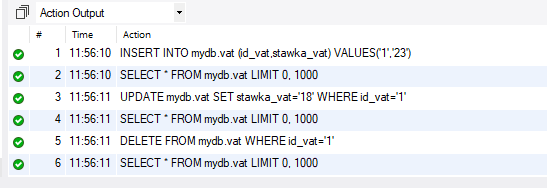 Action Output
# Time Action
1 11:56:10 INSERT INTO mydb.vat (id_vat,stawka_vat) VALUES('1','23')
2 11:56:10 SELECT * FROM mydb.vat LIMIT 0, 1000
3 11:56:11 UPDATE mydb.vat SET stawka_vat='18' WHERE id_vat='1'
4 11:56:11 SELECT * FROM mydb.vat LIMIT 0, 1000
5 11:56:11 DELETE FROM mydb.vat WHERE id_vat='1'
6 11:56:11 SELECT * FROM mydb.vat LIMIT 0, 1000